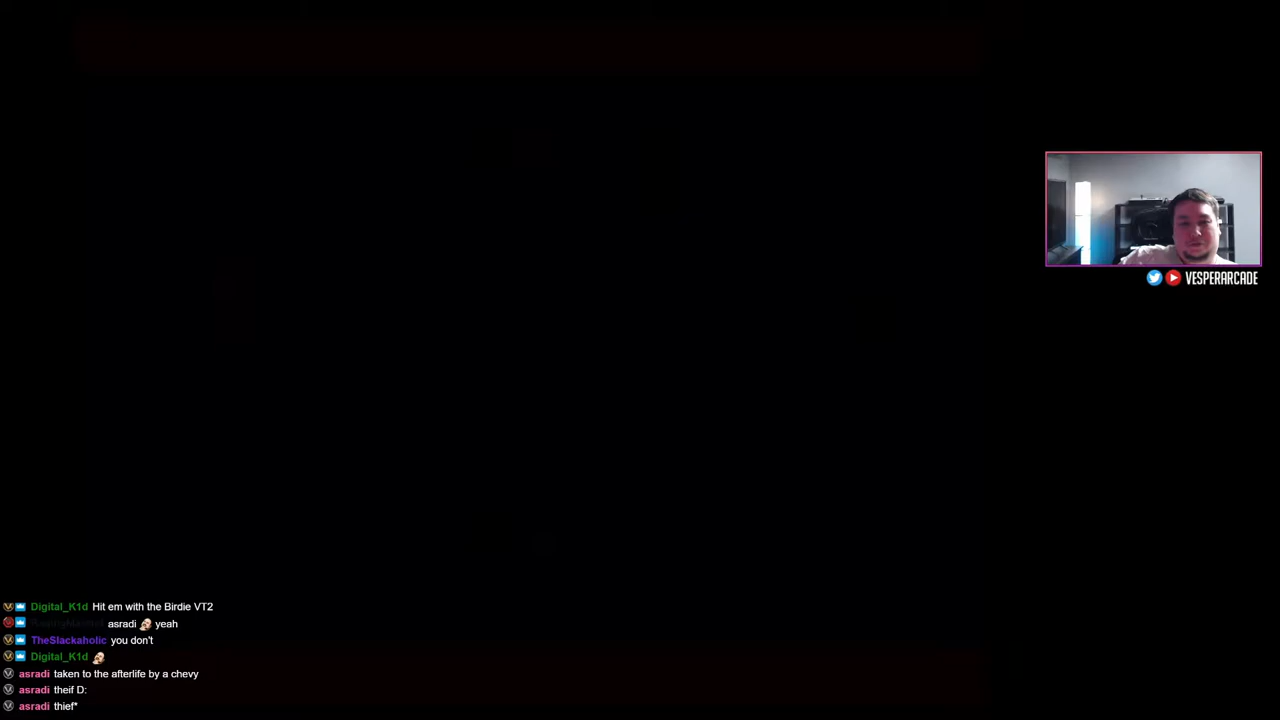 VESPERARCADE
Digital_K1d Hit em with the Birdie VT2
asradi yeah
TheSlackaholic you don't
Digital_K1d
asradi taken to the afterlife by a chevy
asradi theif D:
asradi thief*